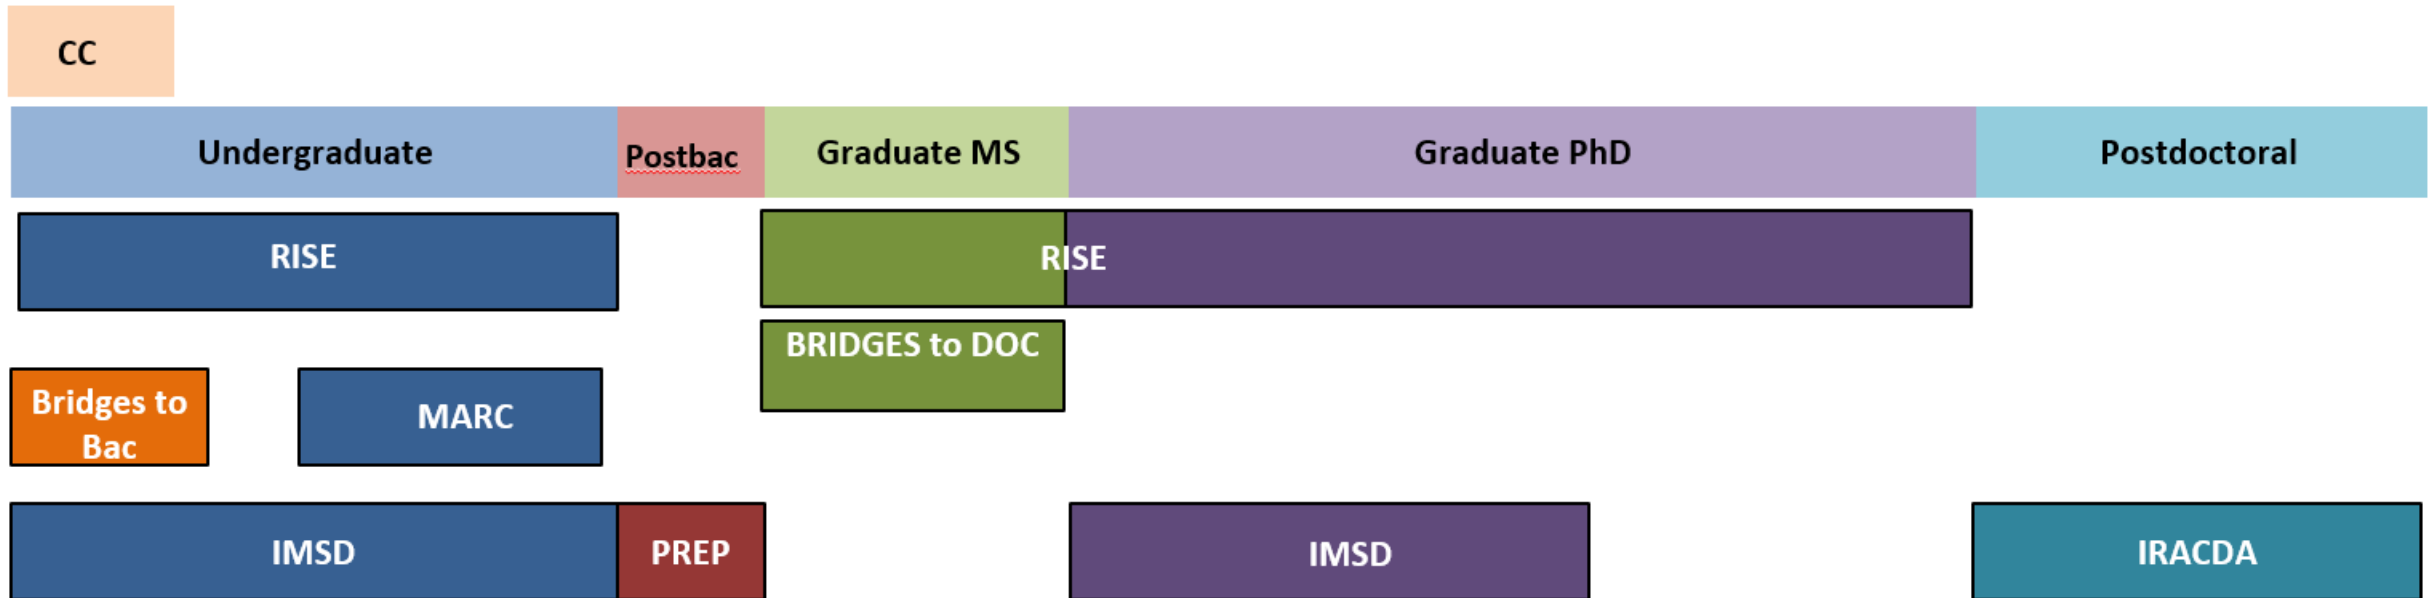 CC
Undergraduate
Postbac
Graduate MS
Graduate PhD
Postdoctoral
RISE
RISE
BRIDGES to DOC
Bridges to
Bac
MARC
IMSD
PREP
IMSD
IRACDA